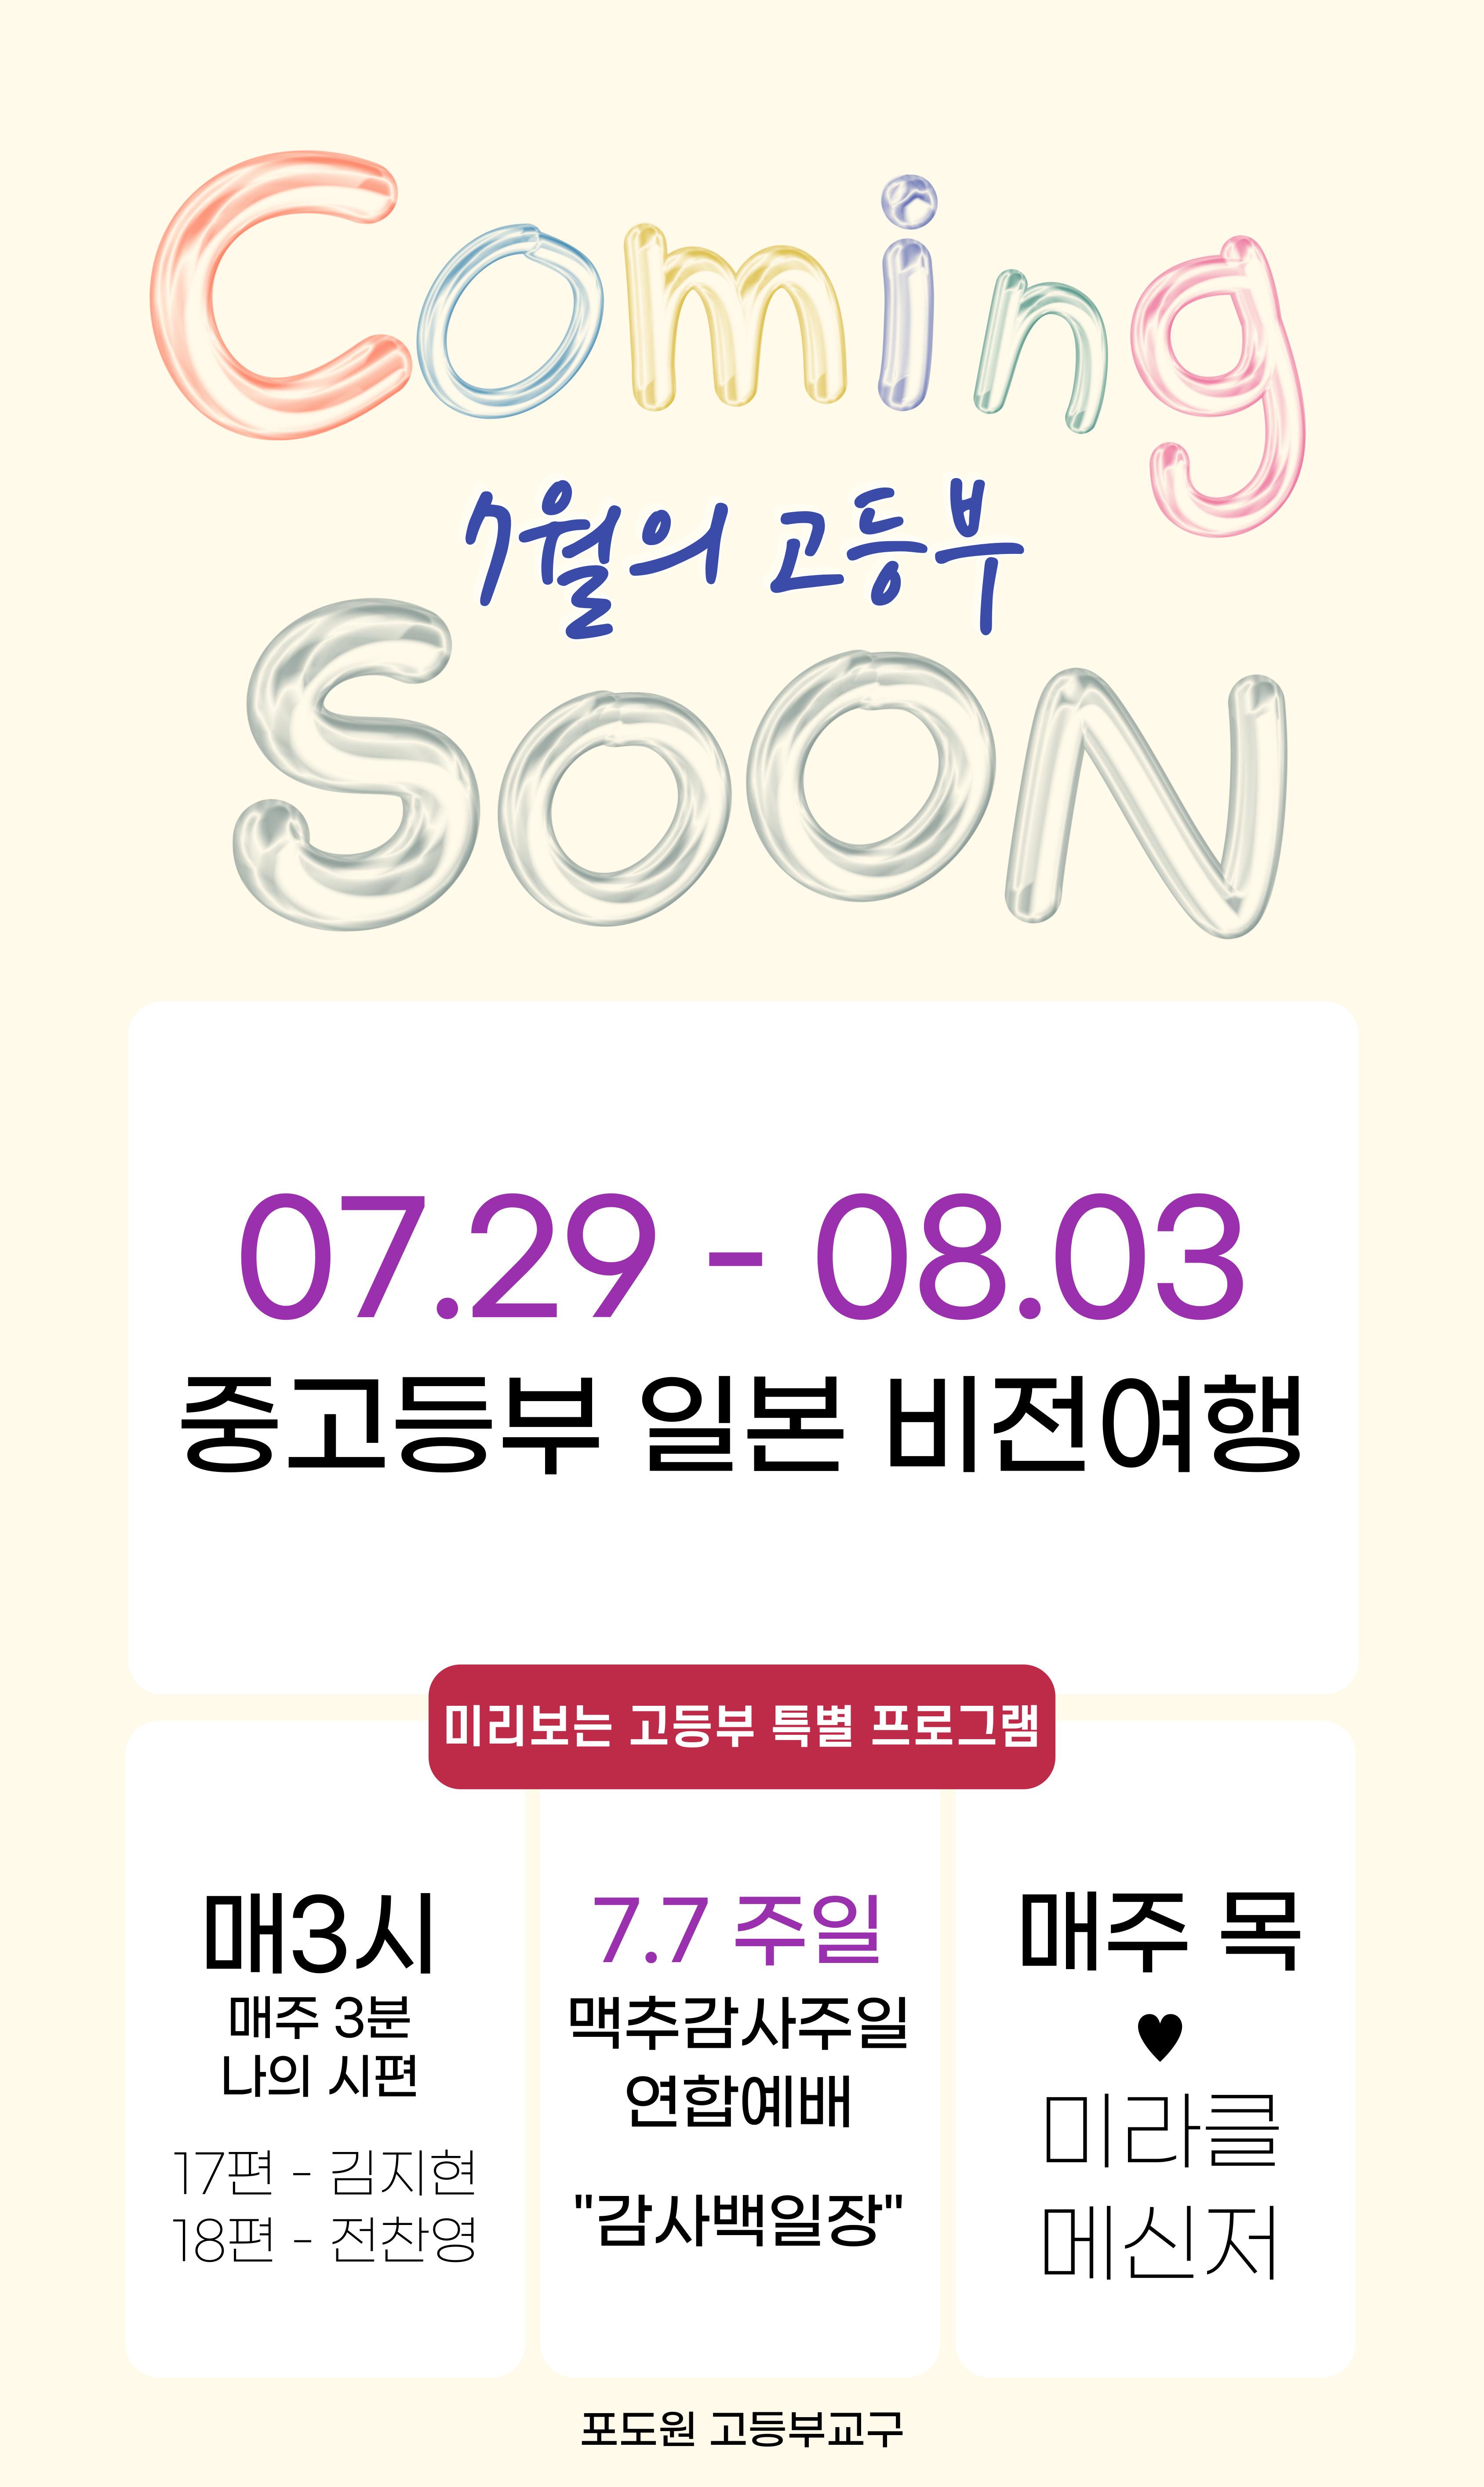 Coming
7월의 고등부
SOON
07.29 - 08.03
중고등부 일본 비전여행
미리보는 고등부 특별 프로그램
매3시
매주 3분
나의 시편
17편 - 김지현
18편 - 전찬영
7.7 주일
맥추감사주일
연합예배
"감사백일장"
매주 목
♥
미라클
메신저
포도원 고등부교구